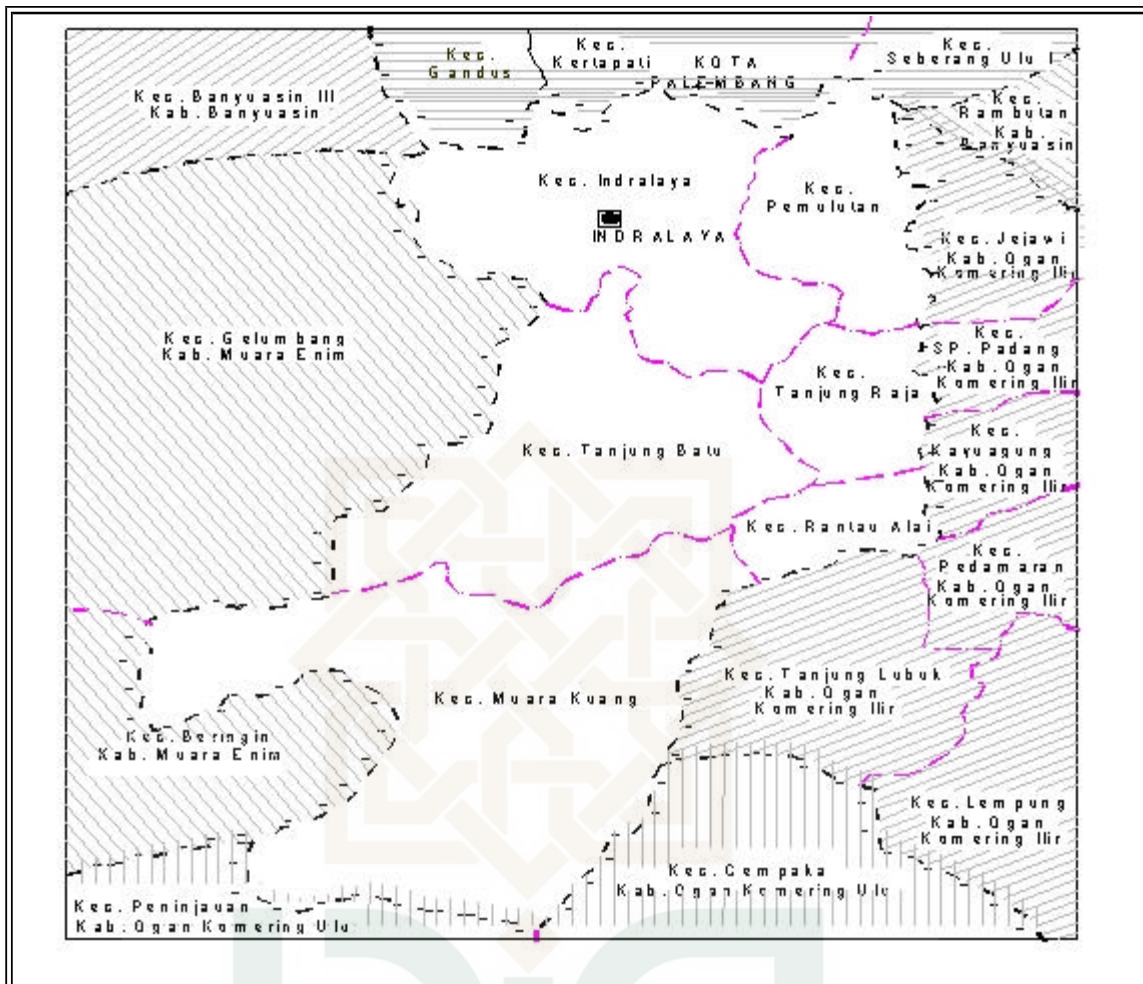 Kec.
Gandus
Kec.
Kertapati
KOTA
PALEMBANG
Kec.
Seberang Ulu I
Kec. Banyuasin III
Kab. Banyuasin
Kec.
Rambutan
Kab.
Banyuasin
Kec. Indralaya
INDRALAYA
Kec.
Pemulutan
Kec. Jejawi
Kab. Ogan
Komering Ilir
Kec. Gelumbang
Kab. Muara Enim
Kec.
SP. Padang
Kab. Ogan
Komering Ilir
Kec.
Tanjung Raja
Kec. Tanjung Batu
Kec.
Kayuagung
Kab. Ogan
Komering Ilir
Kec. Rantau Alai
Kec.
Pedamaran
Kab. Ogan
Komering Ilir
Kec. Tanjung Lubuk
Kab. Ogan
Komering Ilir
Kec. Muara Kuang
Kec. Beringin
Kab. Muara Enim
Kec. Lempung
Kab. Ogan
Komering Ilir
Kec. Cempaka
Kab. Ogan Komering Ulu
Kec. Peninjauan
Kab. Ogan Komering Ulu